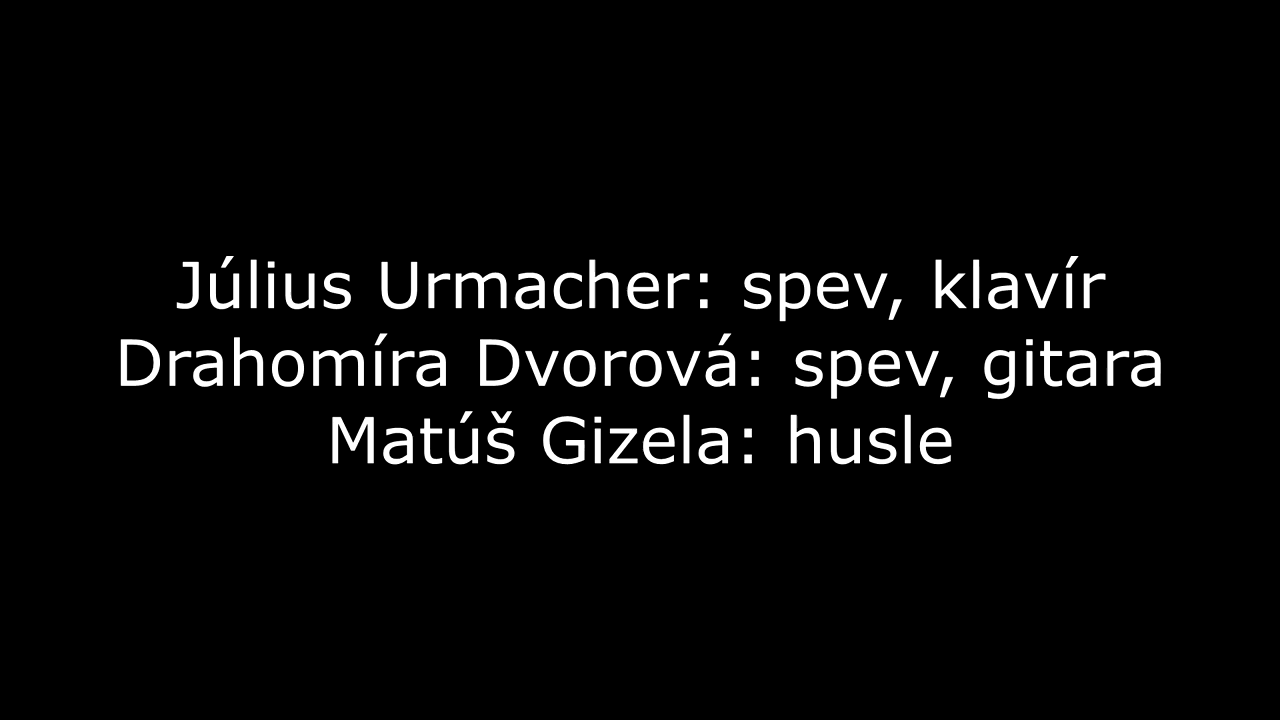 Július Urmacher: spev, klavír
Drahomíra Dvorová: spev, gitara
Matúš Gizela: husle